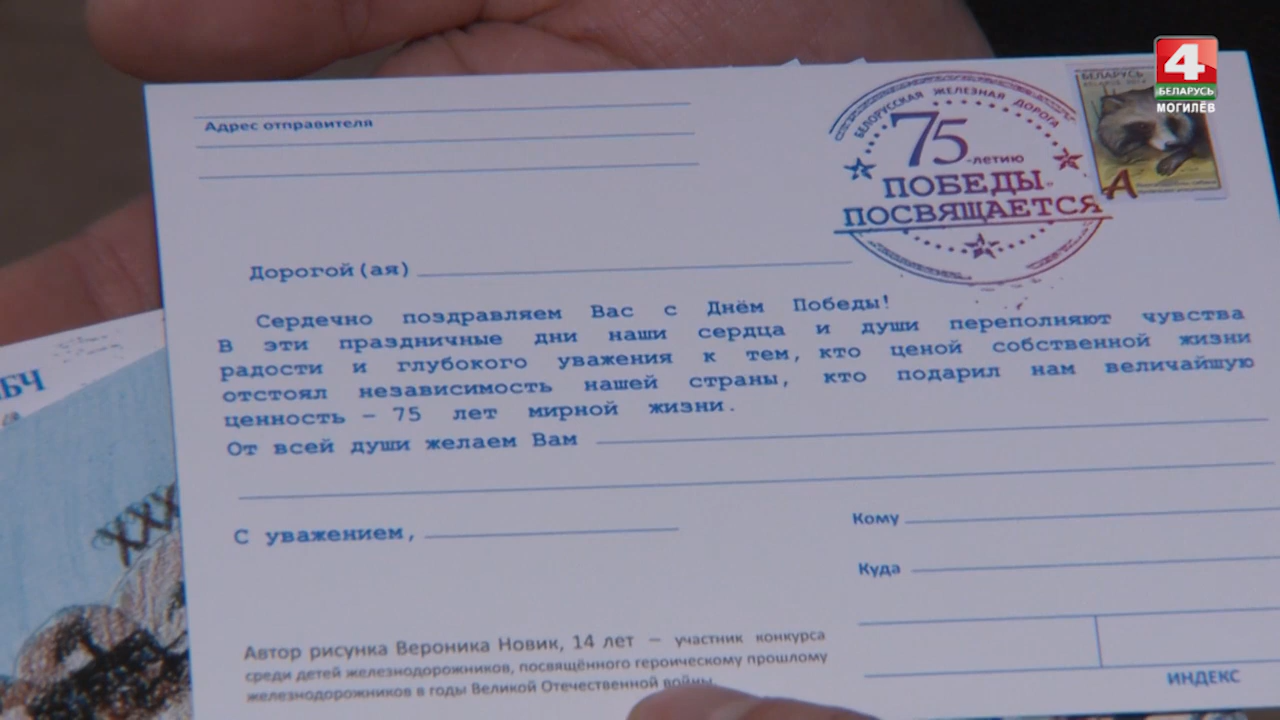 4
БЕЛАРУСЬ
МОГИЛЁВ
БЕЛАРУСЬ
А
БЕЛОРУССКАЯ ЖЕЛЕЗНАЯ ДОРОГА
75-летию
ПОБЕДЫ
ПОСВЯЩАЕТСЯ
Адрес отправителя
Дорогой(ая)
Сердечно поздравляем Вас с Днём Победы!
В эти праздничные дни наши сердца и души переполняют чувства
радости и глубокого уважения к тем, кто ценой собственной жизни
отстоял независимость нашей страны, кто подарил нам величайшую
ценность – 75 лет мирной жизни.
От всей души желаем Вам
С уважением,
Кому
Куда
ИНДЕКС
Автор рисунка Вероника Новик, 14 лет – участник конкурса
среди детей железнодорожников, посвящённого героическому прошлому
железнодорожников в годы Великой Отечественной войны.
БЧ